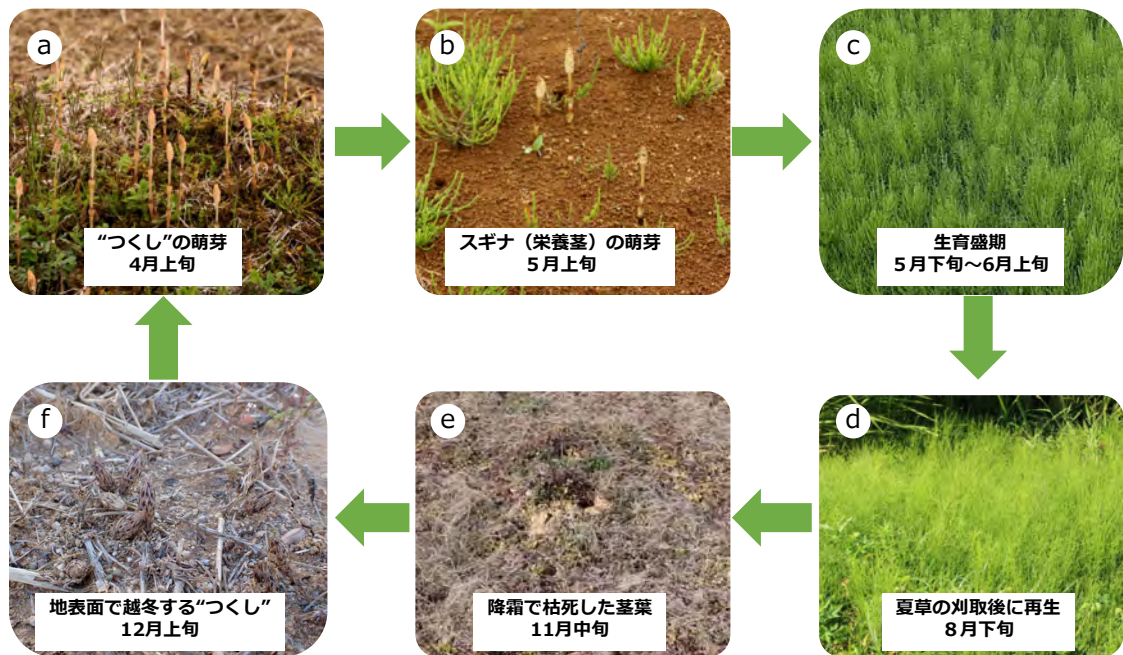 a
“つくし”の萌芽
4月上旬
b
スギナ（栄養茎）の萌芽
５月上旬
c
生育盛期
５月下旬～6月上旬
d
夏草の刈取後に再生
８月下旬
e
降霜で枯死した茎葉
11月中旬
f
地表面で越冬する“つくし”
12月上旬